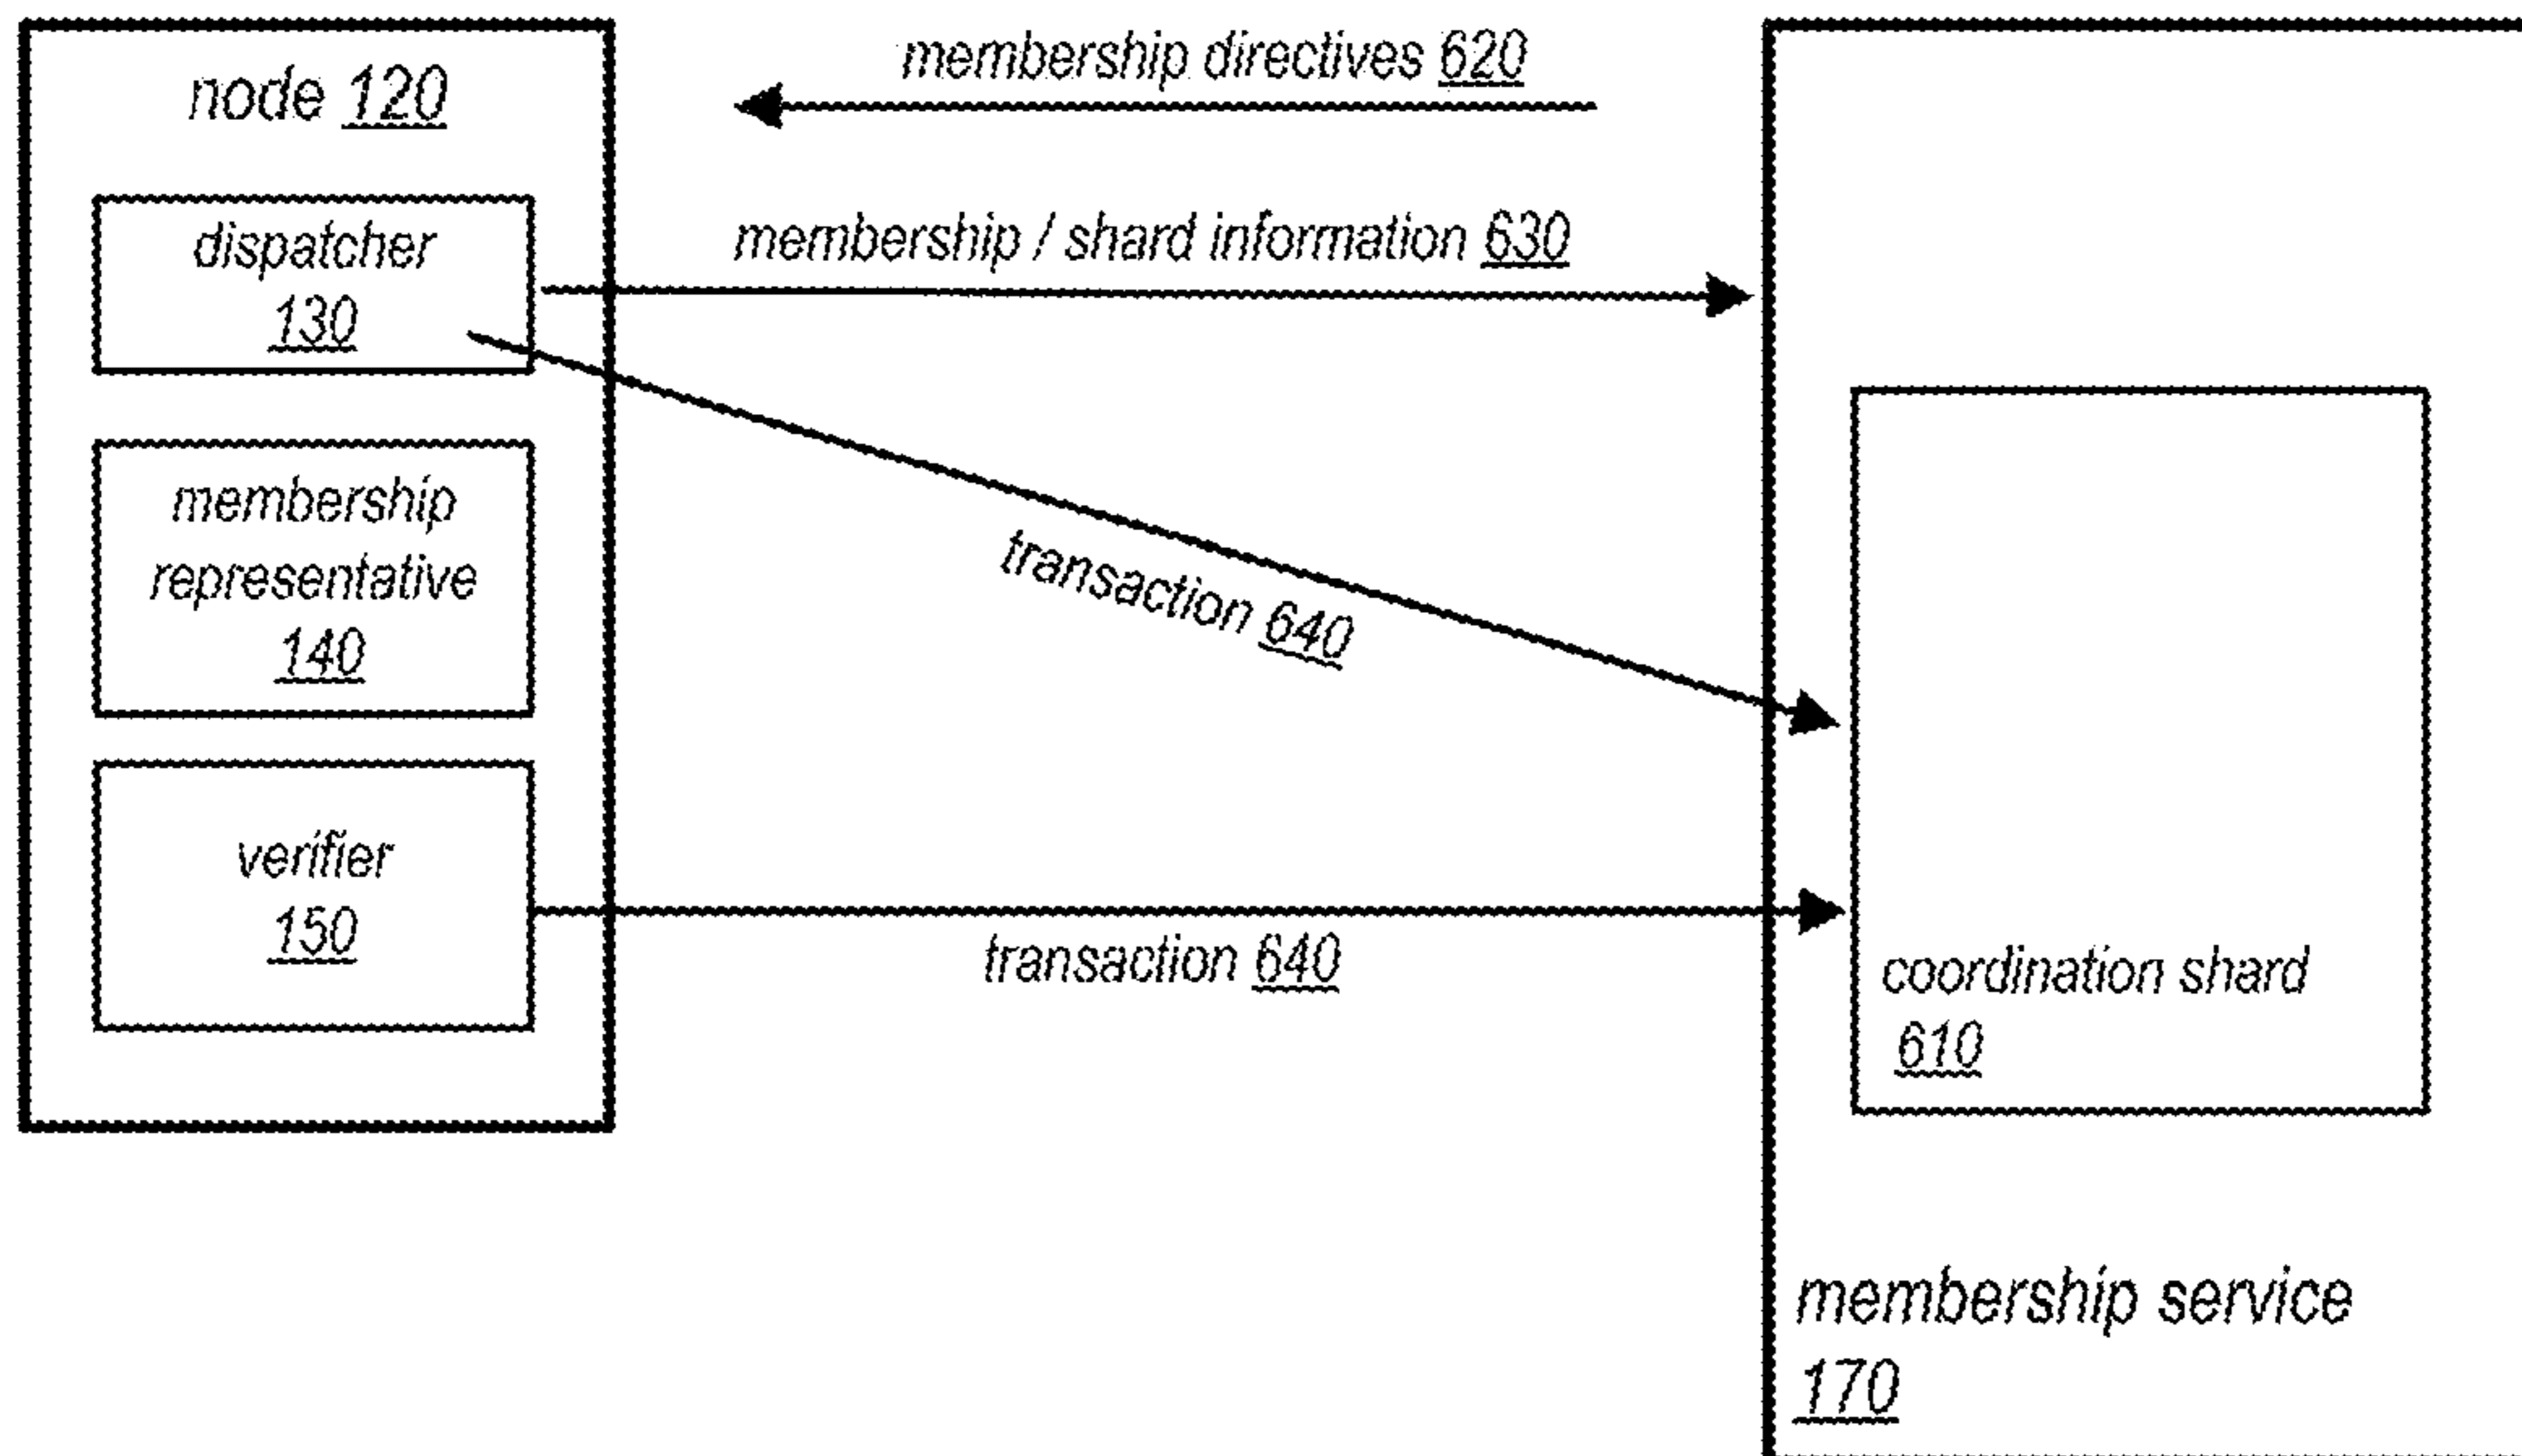 node 120
dispatcher
130
membership
representative
140
verifier
150
membership directives 620
membership / shard information 630
transaction 640
transaction 640
coordination shard
610
membership service
170